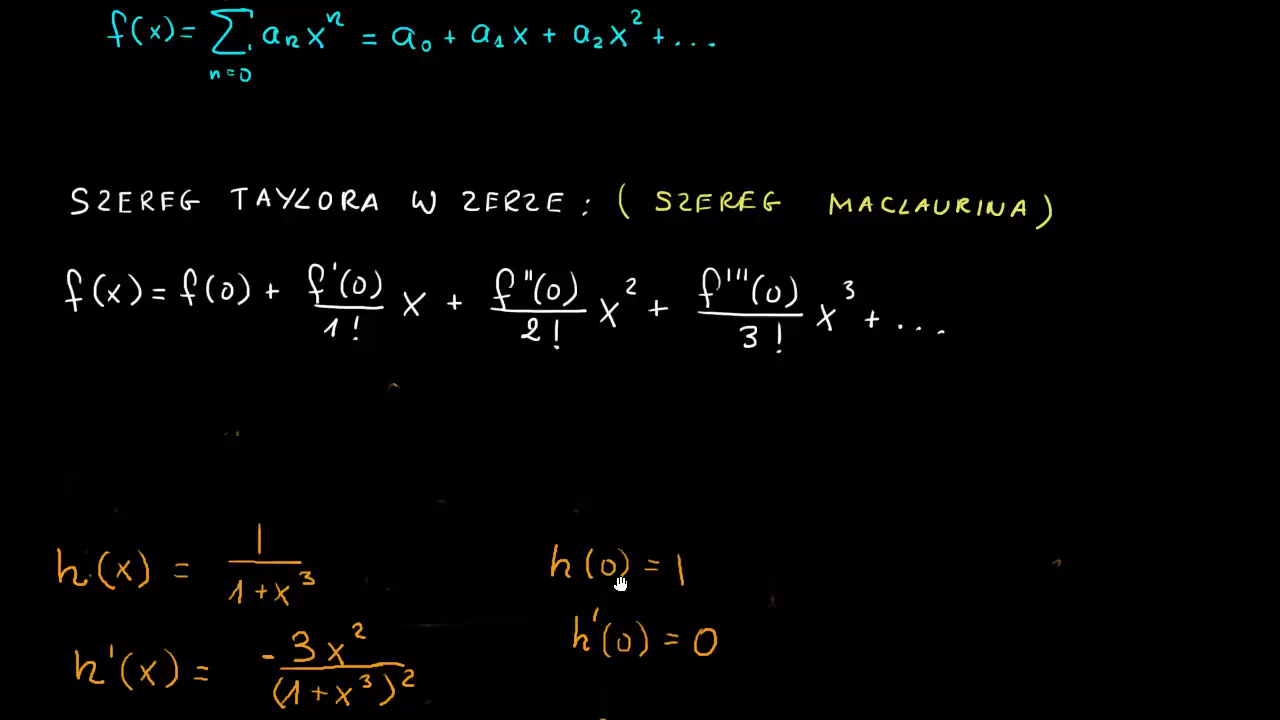 f(x) = ∑ₙ₌₀ aₙxⁿ = a₀ + a₁x + a₂x² + ...
SZEREG TAYLORA W ZERZE : ( SZEREG MACLAURINA )
f(x) = f(0) + f'(0)/1! x + f''(0)/2! x² + f'''(0)/3! x³ + ...
h(x) = 1/(1+x³) h(0) = 1
h'(x) = -3x²/(1+x³)² h'(0) = 0